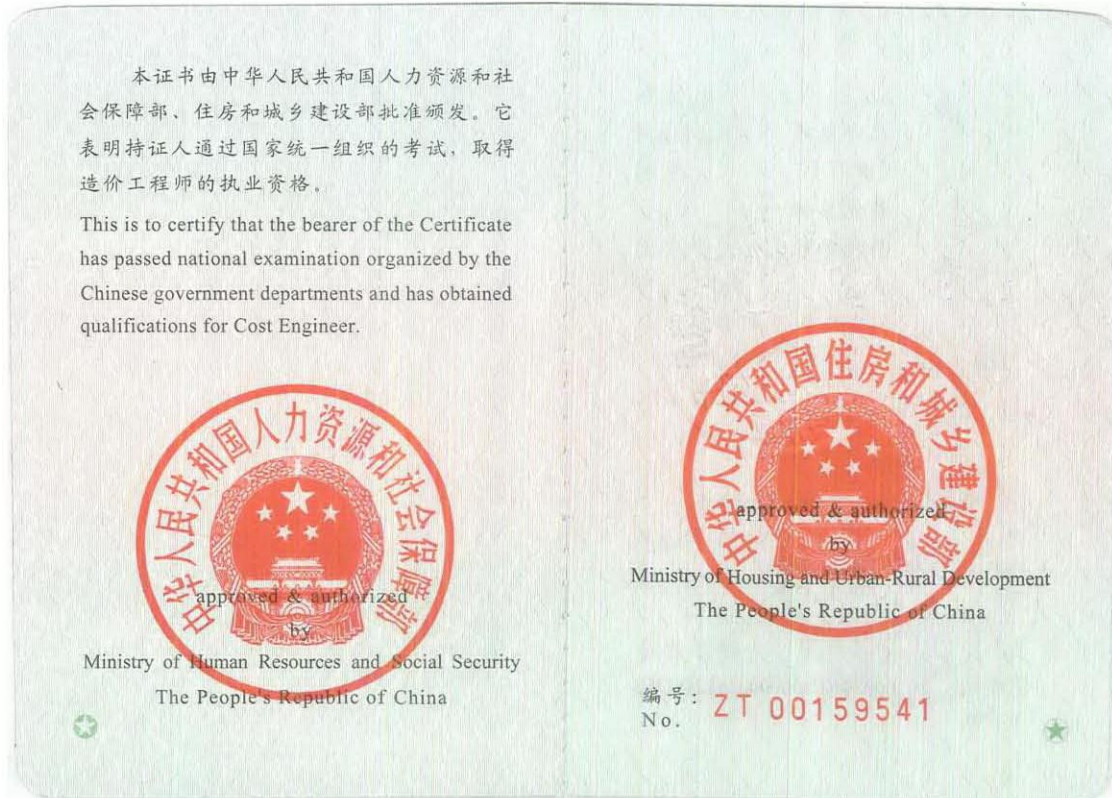 本证书由中华人民共和国人力资源和社
会保障部、住房和城乡建设部批准颁发。它
表明持证人通过国家统一组织的考试，取得
造价工程师的执业资格。
This is to certify that the bearer of the Certificate
has passed national examination organized by the
Chinese government departments and has obtained
qualifications for Cost Engineer.
中华人民共和国人力资源和社会保障部
approved & authorized
by
Ministry of Human Resources and Social Security
The People's Republic of China
中华人民共和国住房和城乡建设部
approved & authorized
by
Ministry of Housing and Urban-Rural Development
The People's Republic of China
编号:
No. ZT 00159541